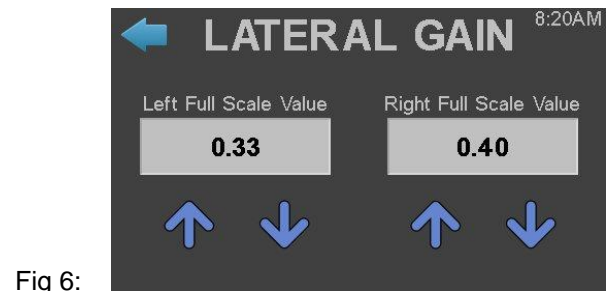 LATERAL GAIN 8:20AM
Left Full Scale Value Right Full Scale Value
0.33 0.40
Fig 6: